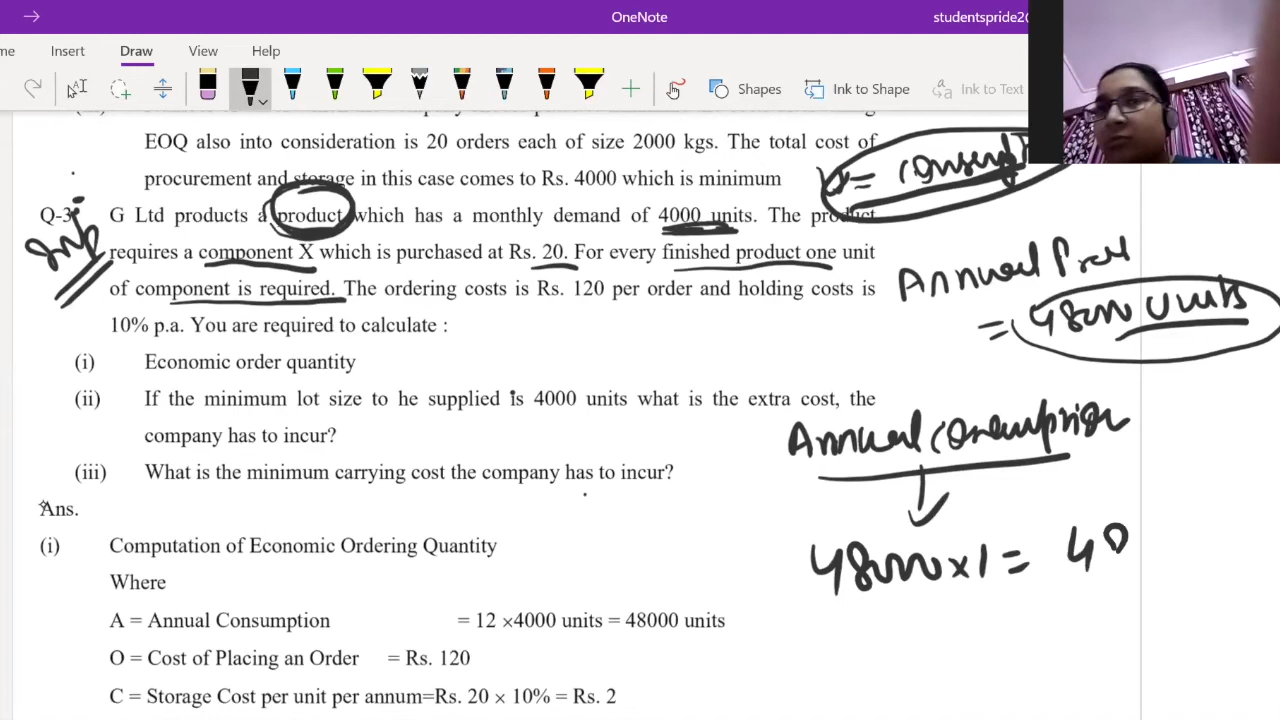 OneNote
studentspride2@
me Insert Draw View Help
Shapes Ink to Shape Ink to Text
EOQ also into consideration is 20 orders each of size 2000 kgs. The total cost of
procurement and storage in this case comes to Rs. 4000 which is minimum
Q-3 G Ltd products a product which has a monthly demand of 4000 units. The product
requires a component X which is purchased at Rs. 20. For every finished product one unit
of component is required. The ordering costs is Rs. 120 per order and holding costs is
10% p.a. You are required to calculate :
(i) Economic order quantity
(ii) If the minimum lot size to he supplied is 4000 units what is the extra cost, the
company has to incur?
(iii) What is the minimum carrying cost the company has to incur?
Ans.
(i) Computation of Economic Ordering Quantity
Where
A = Annual Consumption = 12 ×4000 units = 48000 units
O = Cost of Placing an Order = Rs. 120
C = Storage Cost per unit per annum=Rs. 20 × 10% = Rs. 2
Imp
Annual Prod
= 48000 units
Annual Consumption
48000 x 1 = 48